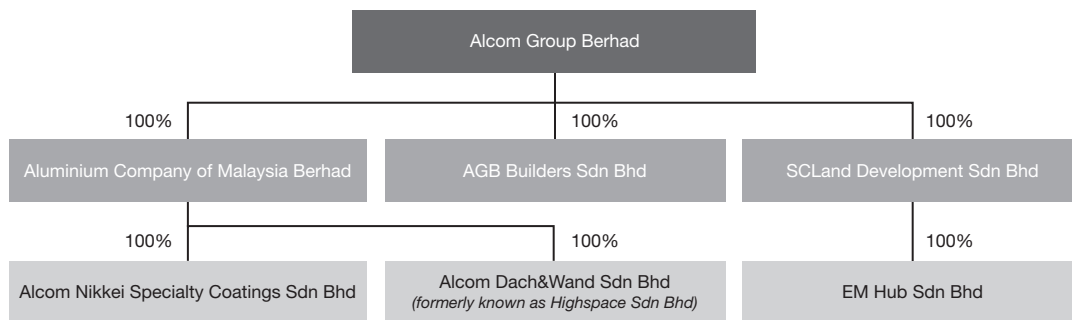 Alcom Group Berhad
100%
100%
100%
Aluminium Company of Malaysia Berhad
AGB Builders Sdn Bhd
SCLand Development Sdn Bhd
100%
100%
100%
Alcom Nikkei Specialty Coatings Sdn Bhd
Alcom Dach&Wand Sdn Bhd
(formerly known as Highspace Sdn Bhd)
EM Hub Sdn Bhd